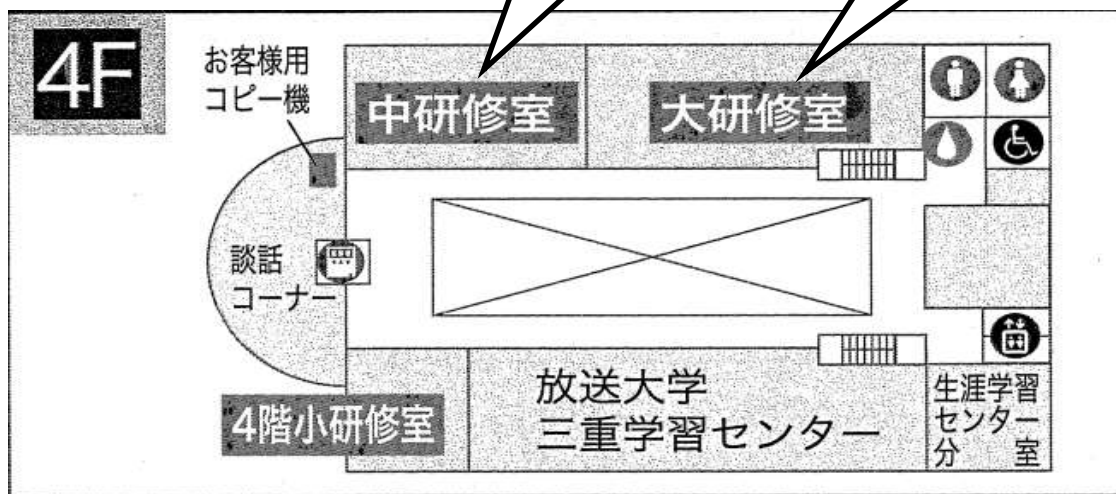 4F
お客様用
コピー機
中研修室
大研修室
談話
コーナー
4階小研修室
放送大学
三重学習センター
生涯学習
センター
分　室